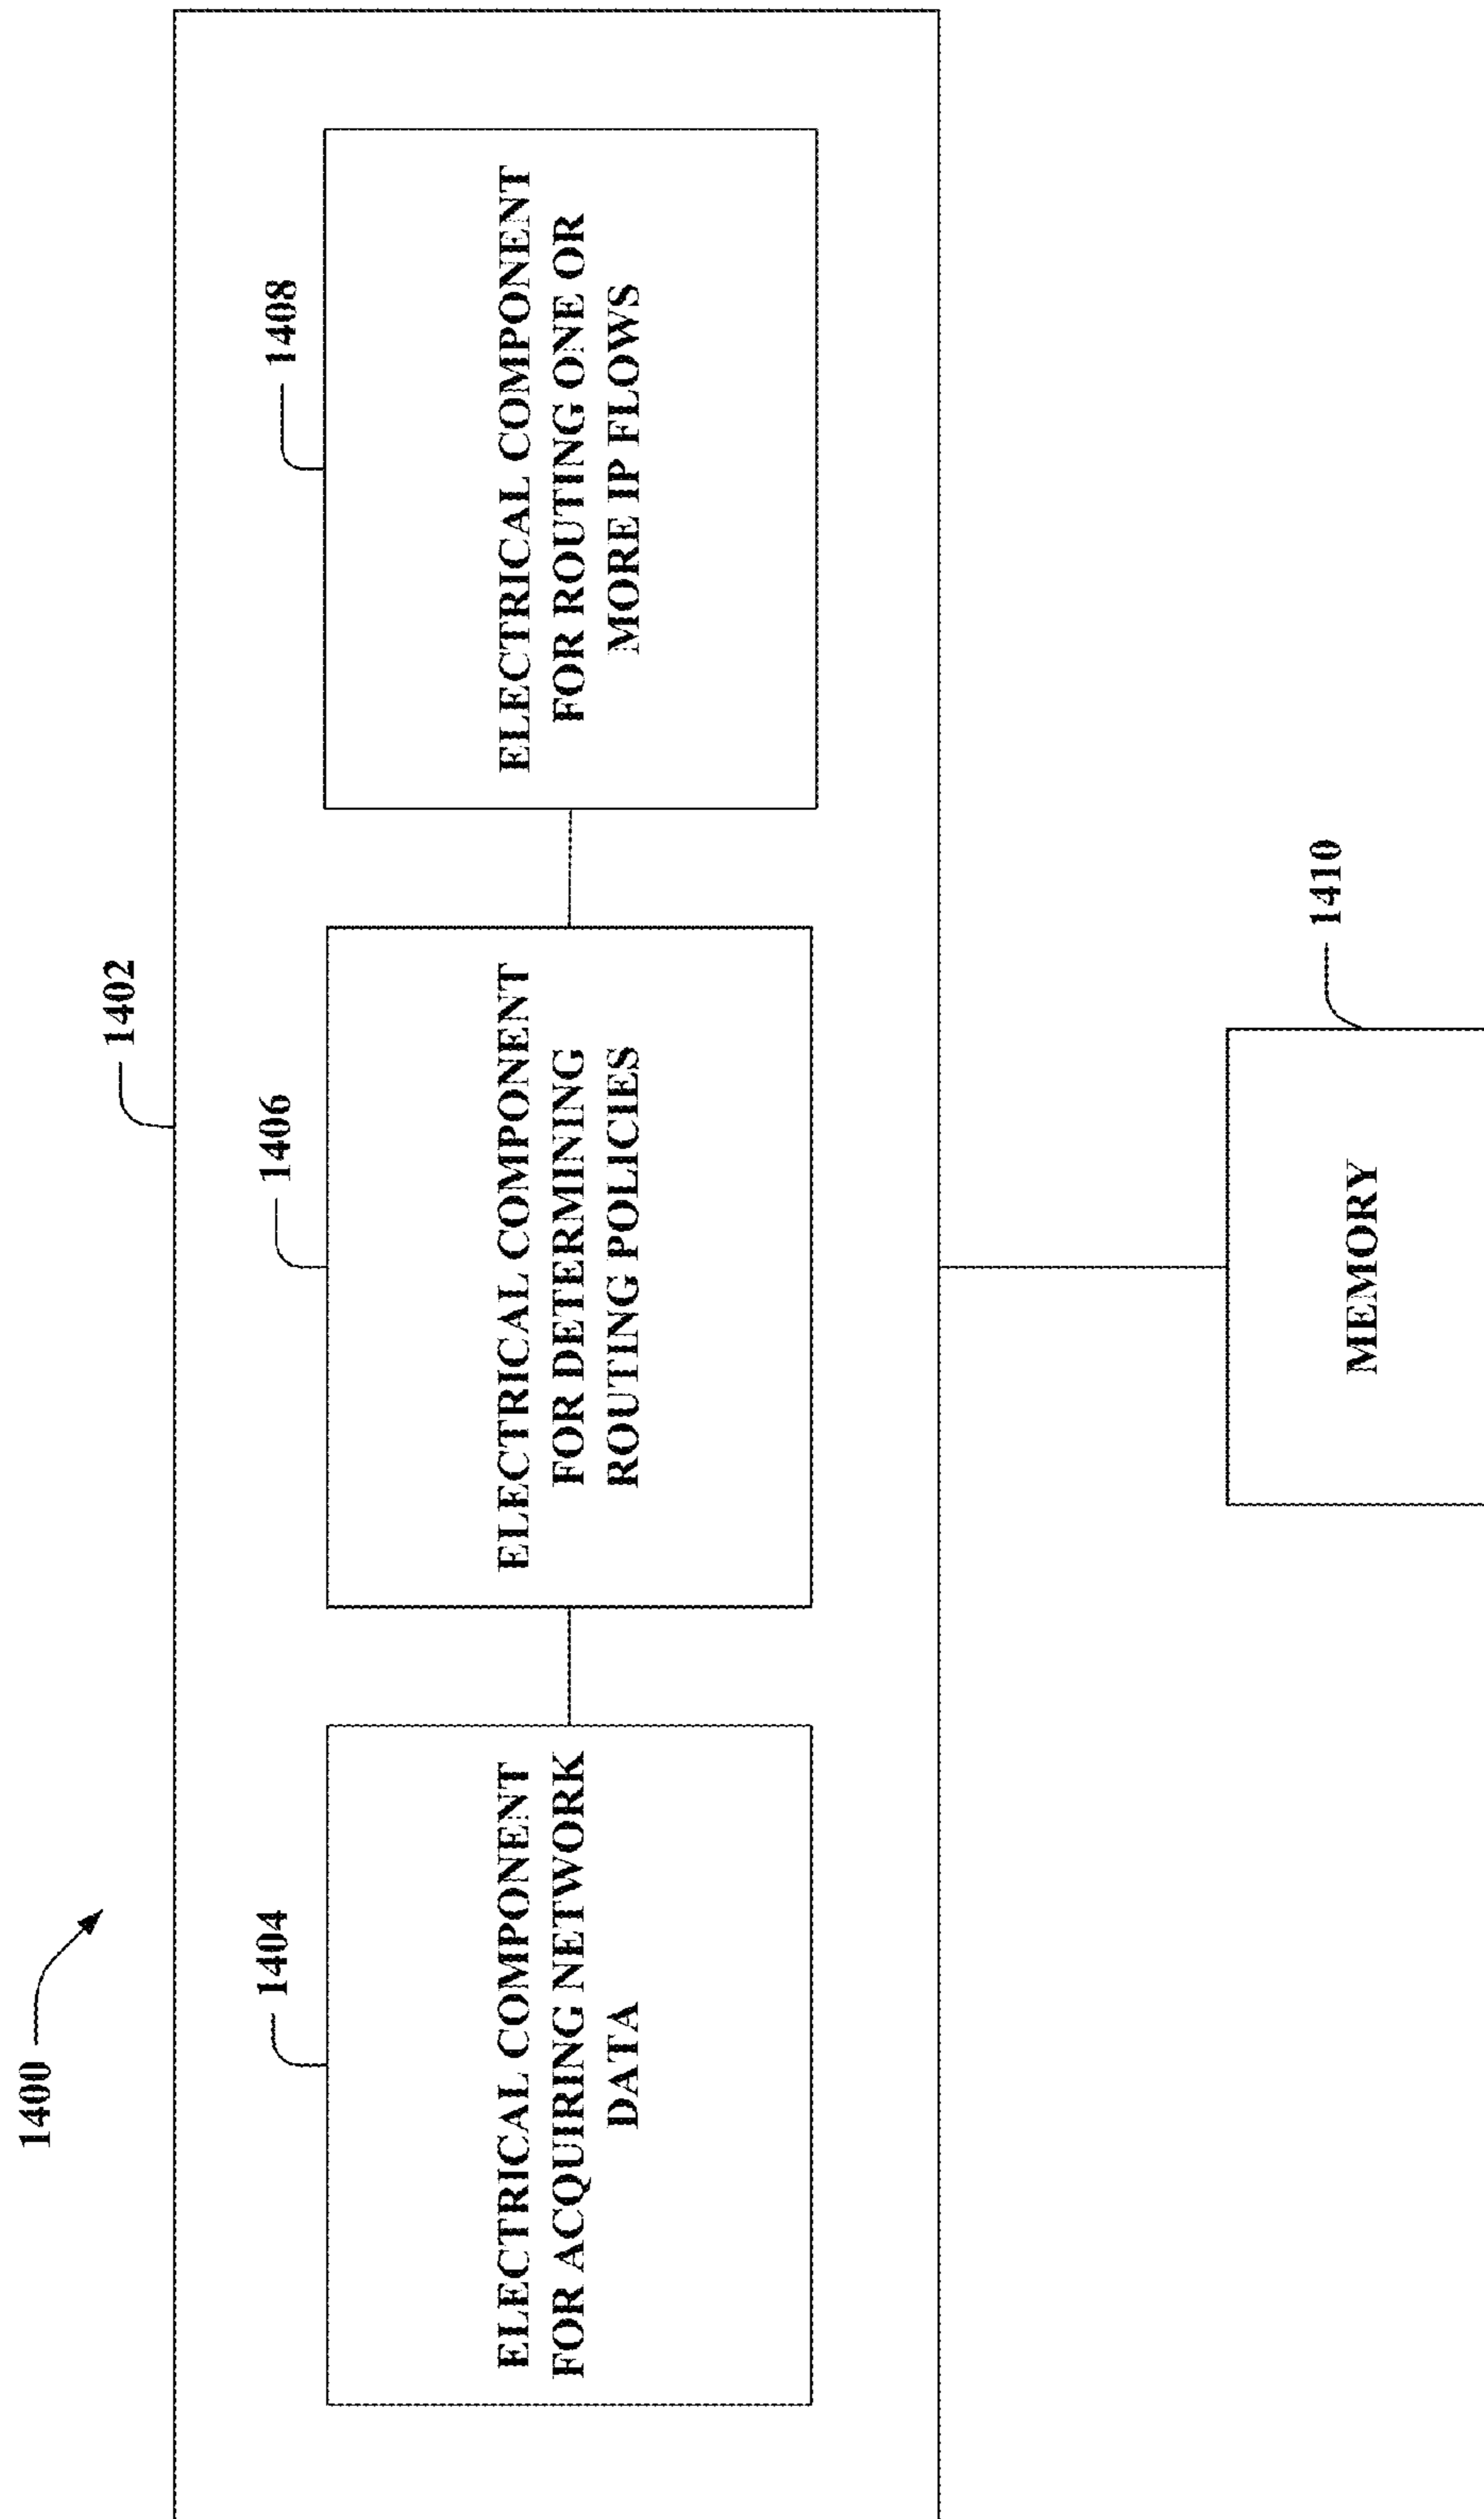 1400
1402
1404
ELECTRICAL COMPONENT
FOR ACQUIRING NETWORK
DATA
1406
ELECTRICAL COMPONENT
FOR DETERMINING
ROUTING POLICIES
1408
ELECTRICAL COMPONENT
FOR ROUTING ONE OR
MORE IP FLOWS
1410
MEMORY